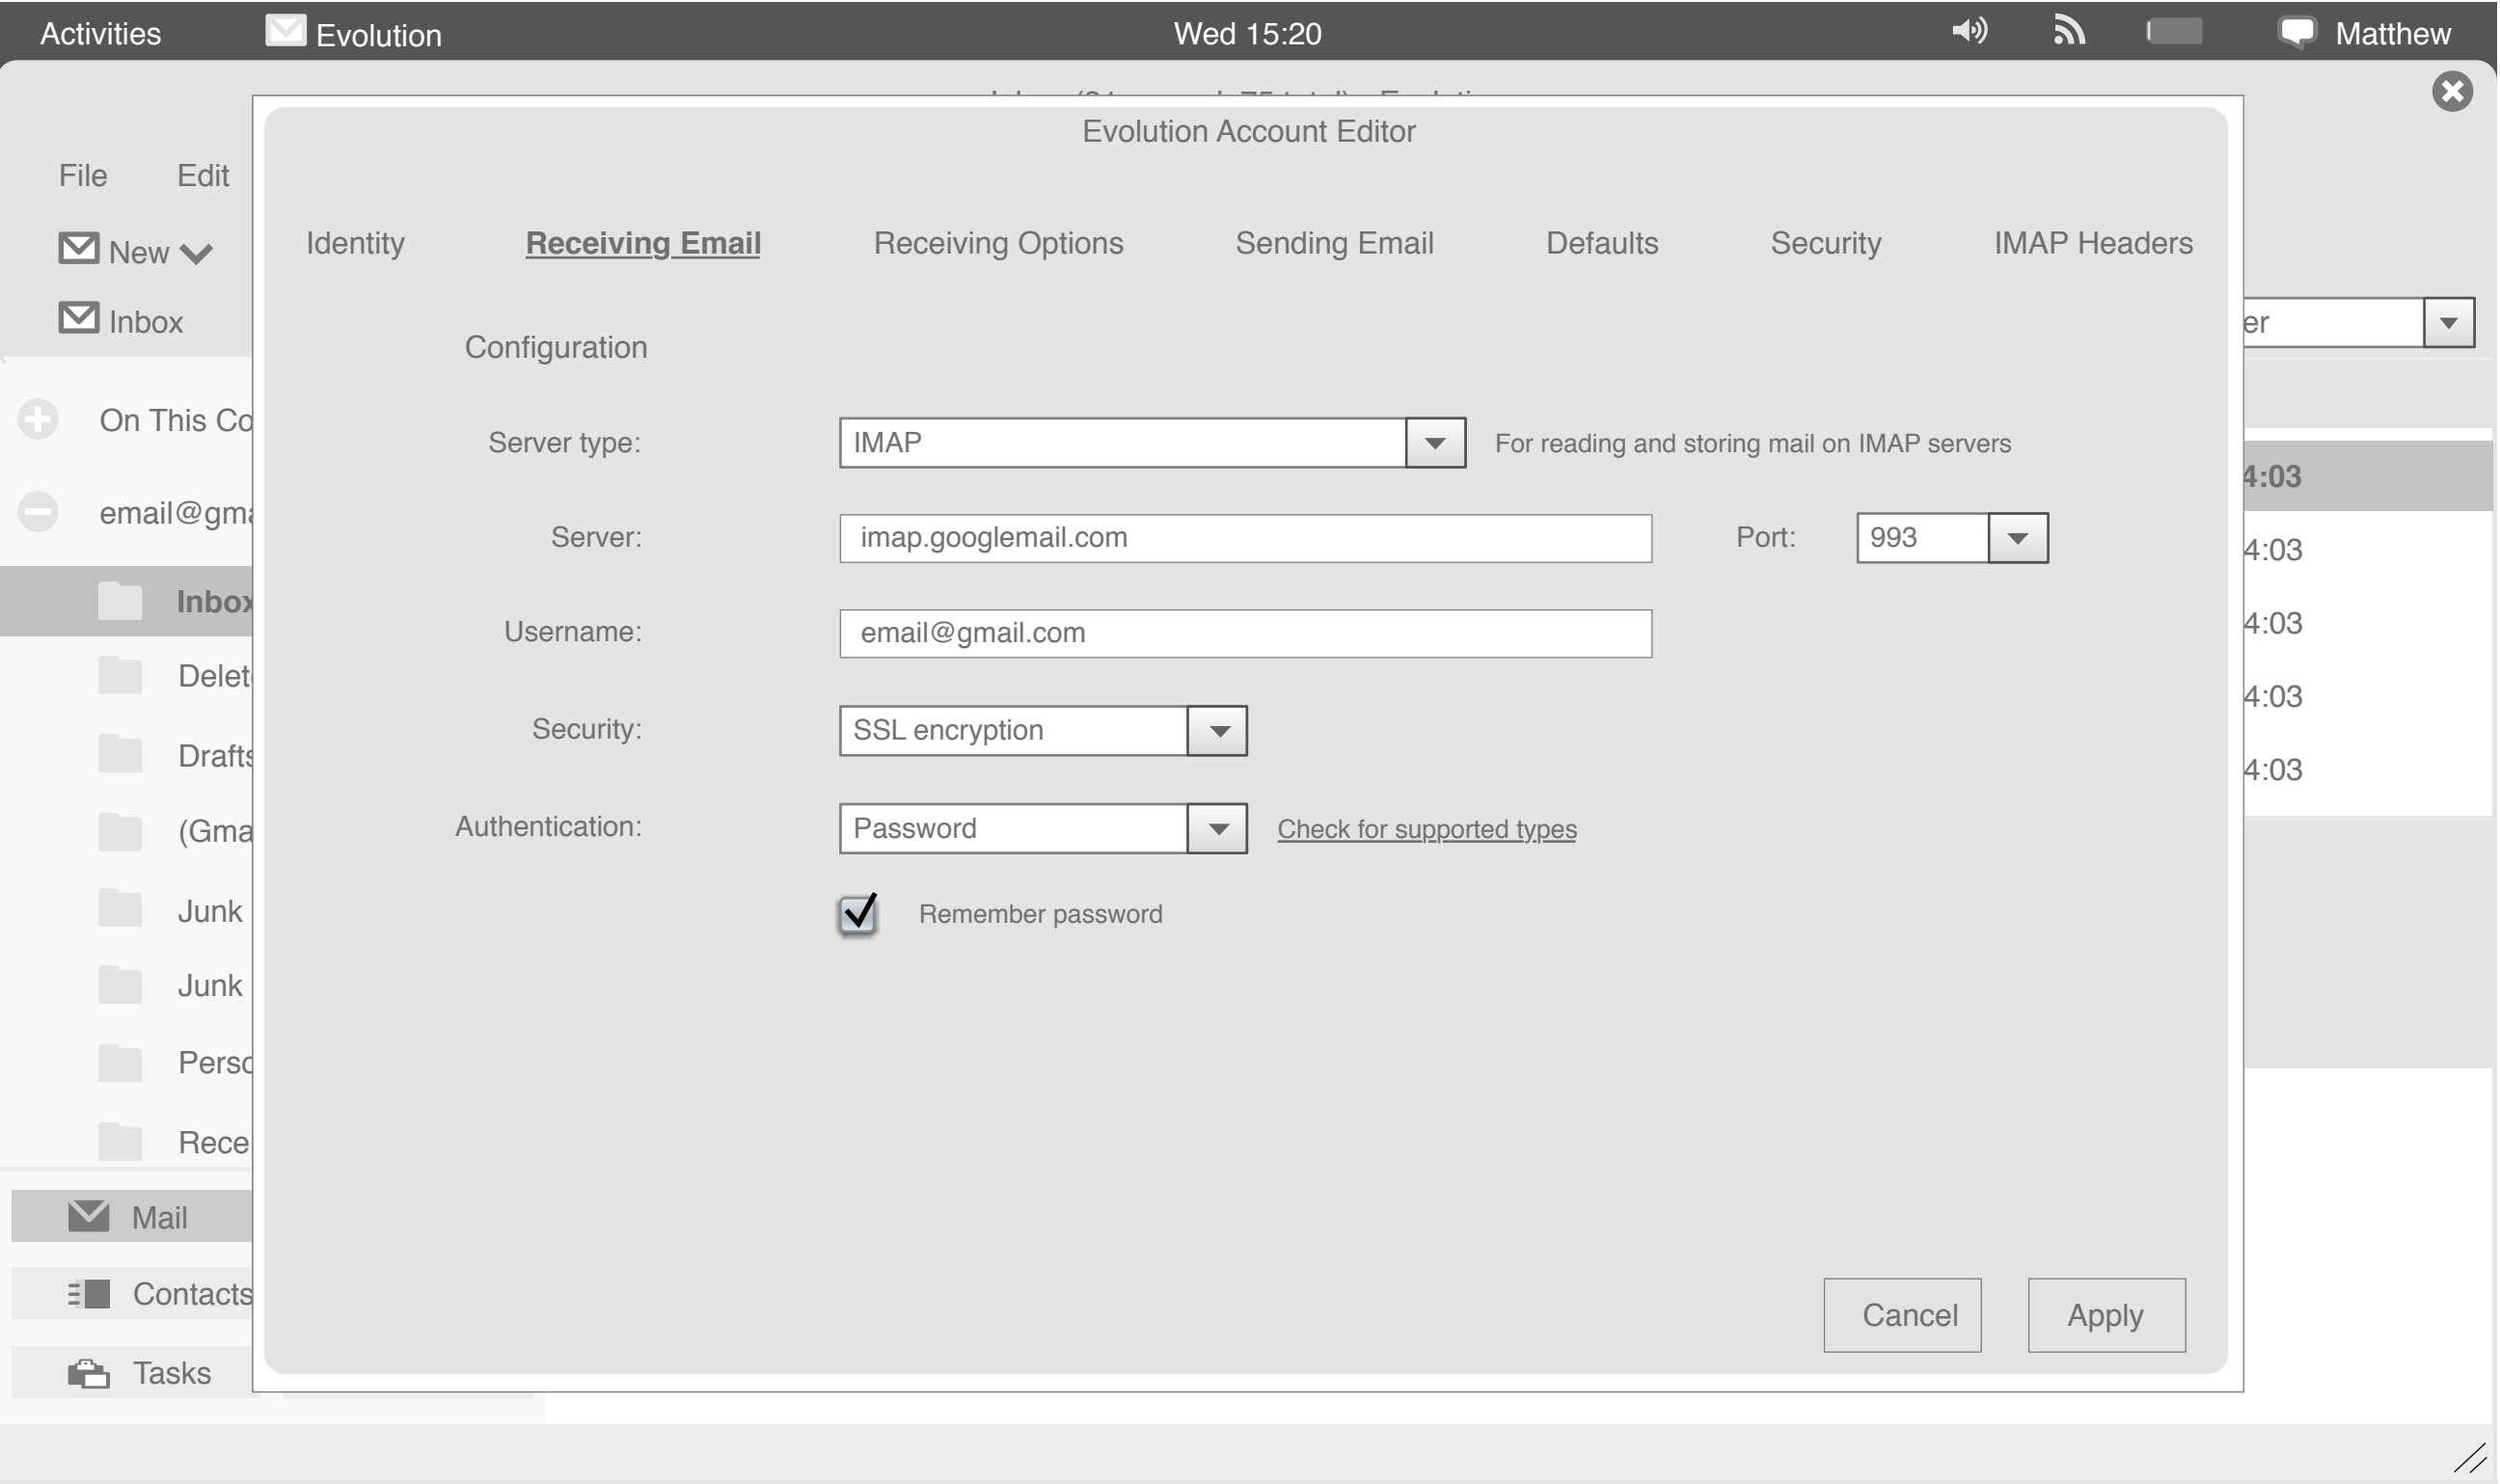 Activities Evolution Wed 15:20 Matthew
Evolution Account Editor
File Edit
Identity Receiving Email Receiving Options Sending Email Defaults Security IMAP Headers
New
Inbox
er
Configuration
On This Co
Server type: IMAP For reading and storing mail on IMAP servers
4:03
email@gma
Server: imap.googlemail.com Port: 993
4:03
Inbox
Username: email@gmail.com
4:03
Delet
4:03
Security: SSL encryption
Drafts
4:03
Authentication: Password Check for supported types
(Gma
Junk
Remember password
Junk
Perso
Rece
Mail
Contacts
Cancel Apply
Tasks